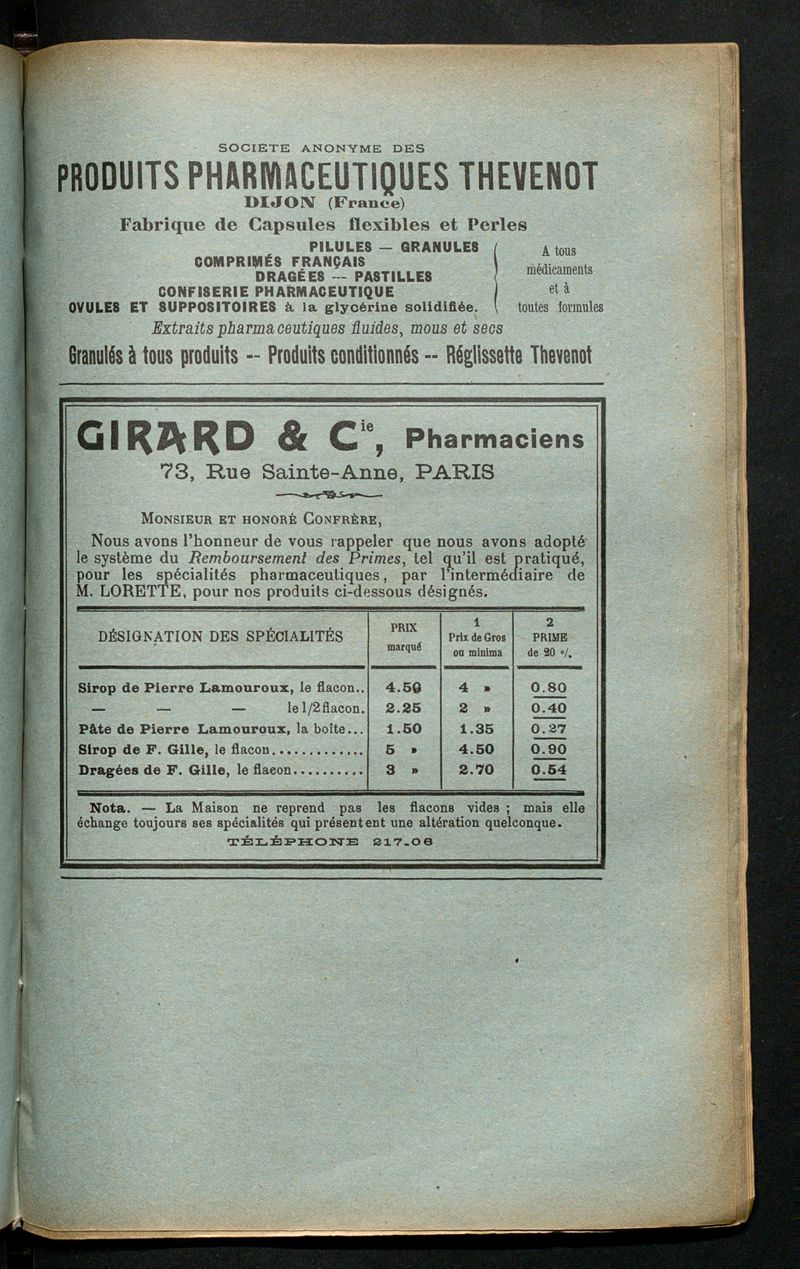 SOCIETE ANONYME DES
PRODUITS PHARMACEUTIQUES THEVENOT
DIJON (France)
Fabrique de Capsules flexibles et Perles
PILULES — GRANULES
COMPRIMÉS FRANÇAIS
DRAGÉES — PASTILLES
CONFISERIE PHARMACEUTIQUE
OVULES ET SUPPOSITOIRES à la glycérine solidifiée.
A tous
médicaments
et à
toutes formules
Extraits pharmaceutiques fluides, mous et secs
Granulés à tous produits -- Produits conditionnés -- Réglissette Thevenot
GIRARD & Cie, Pharmaciens
73, Rue Sainte-Anne, PARIS
MONSIEUR ET HONORÉ CONFRÈRE,
Nous avons l'honneur de vous rappeler que nous avons adopté
le système du Remboursement des Primes, tel qu'il est pratiqué,
pour les spécialités pharmaceutiques, par l'intermédiaire de
M. LORETTE, pour nos produits ci-dessous désignés.
DÉSIGNATION DES SPÉCIALITÉS | PRIX marqué | 1 Prix de Gros ou minima | 2 PRIME de 20 %.
Sirop de Pierre Lamouroux, le flacon.. 4.50 4 » 0.80
— — — le 1/2 flacon. 2.25 2 » 0.40
Pâte de Pierre Lamouroux, la boîte... 1.50 1.35 0.27
Sirop de F. Gille, le flacon............. 5 » 4.50 0.90
Dragées de F. Gille, le flacon.......... 3 » 2.70 0.54
Nota. — La Maison ne reprend pas les flacons vides ; mais elle
échange toujours ses spécialités qui présentent une altération quelconque.
TÉLÉPHONE 217-06